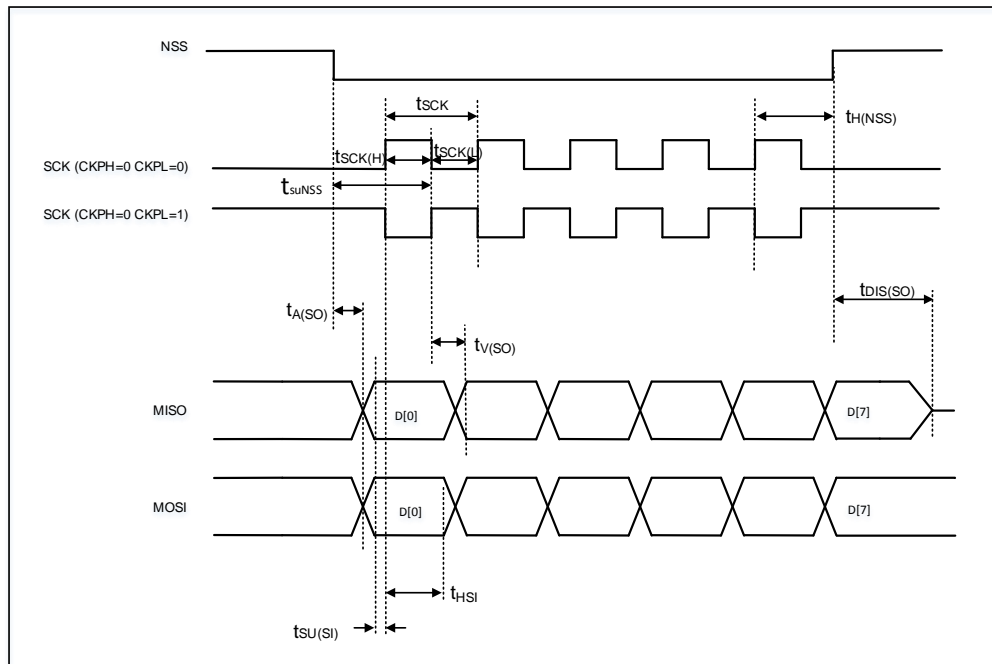 NSS
tSCK
tH(NSS)
tSCK(H)
tSCK(L)
SCK (CKPH=0 CKPL=0)
tsuNSS
SCK (CKPH=0 CKPL=1)
tDIS(SO)
tA(SO)
tV(SO)
MISO
D[0]
D[7]
MOSI
D[0]
D[7]
tHSI
tSU(SI)